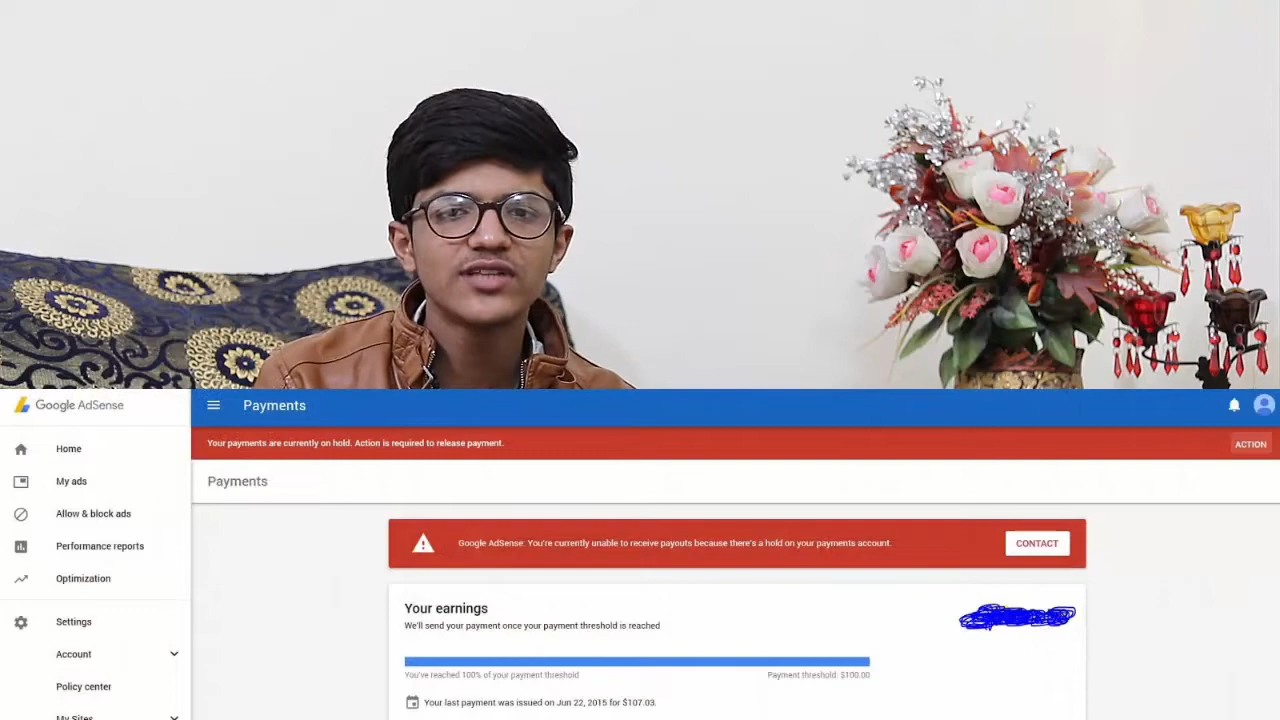 Google AdSense
Payments
Your payments are currently on hold. Action is required to release payment.
ACTION
Home
My ads
Allow & block ads
Performance reports
Optimization
Settings
Account
Policy center
My Sites
Payments
Google AdSense: You're currently unable to receive payouts because there's a hold on your payments account.
CONTACT
Your earnings
We'll send your payment once your payment threshold is reached
You've reached 100% of your payment threshold
Payment threshold: $100.00
Your last payment was issued on Jun 22, 2015 for $107.03.